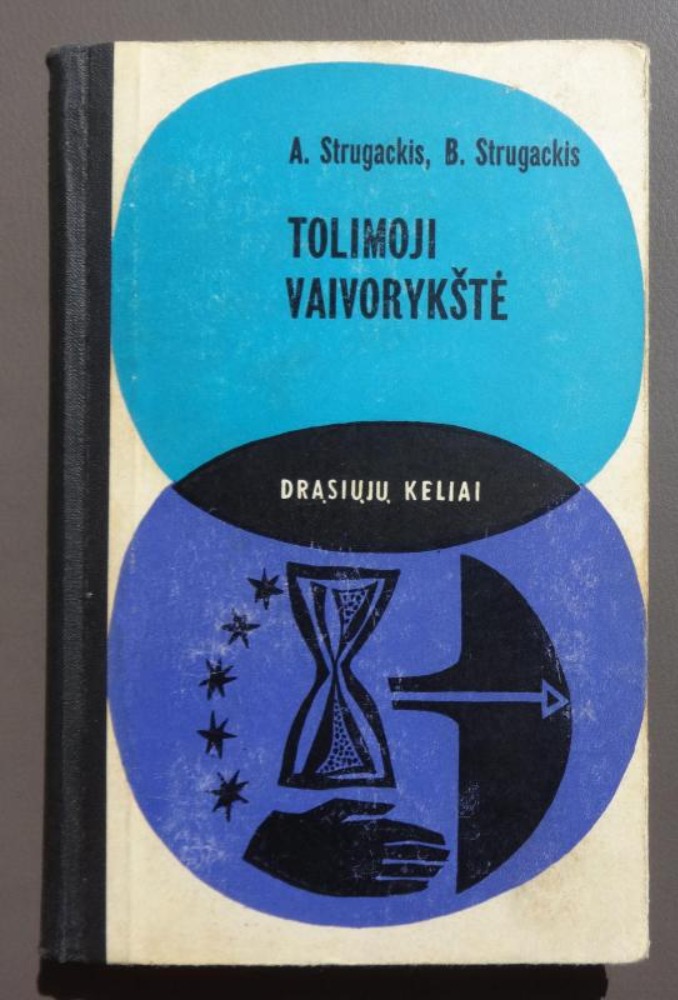 A. Strugackis, B. Strugackis
TOLIMOJI
VAIVORYKŠTĖ
DRĄSIŲJŲ KELIAI